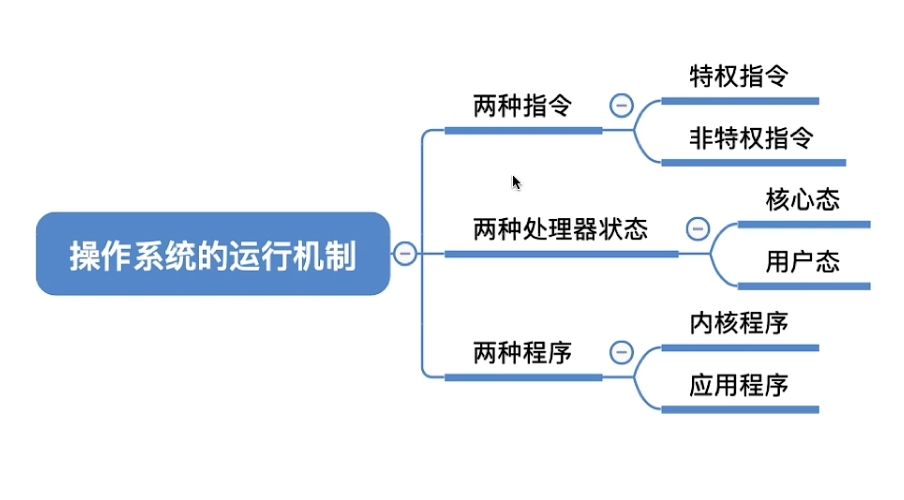 操作系统的运行机制
两种指令
特权指令
非特权指令
两种处理器状态
核心态
用户态
两种程序
内核程序
应用程序